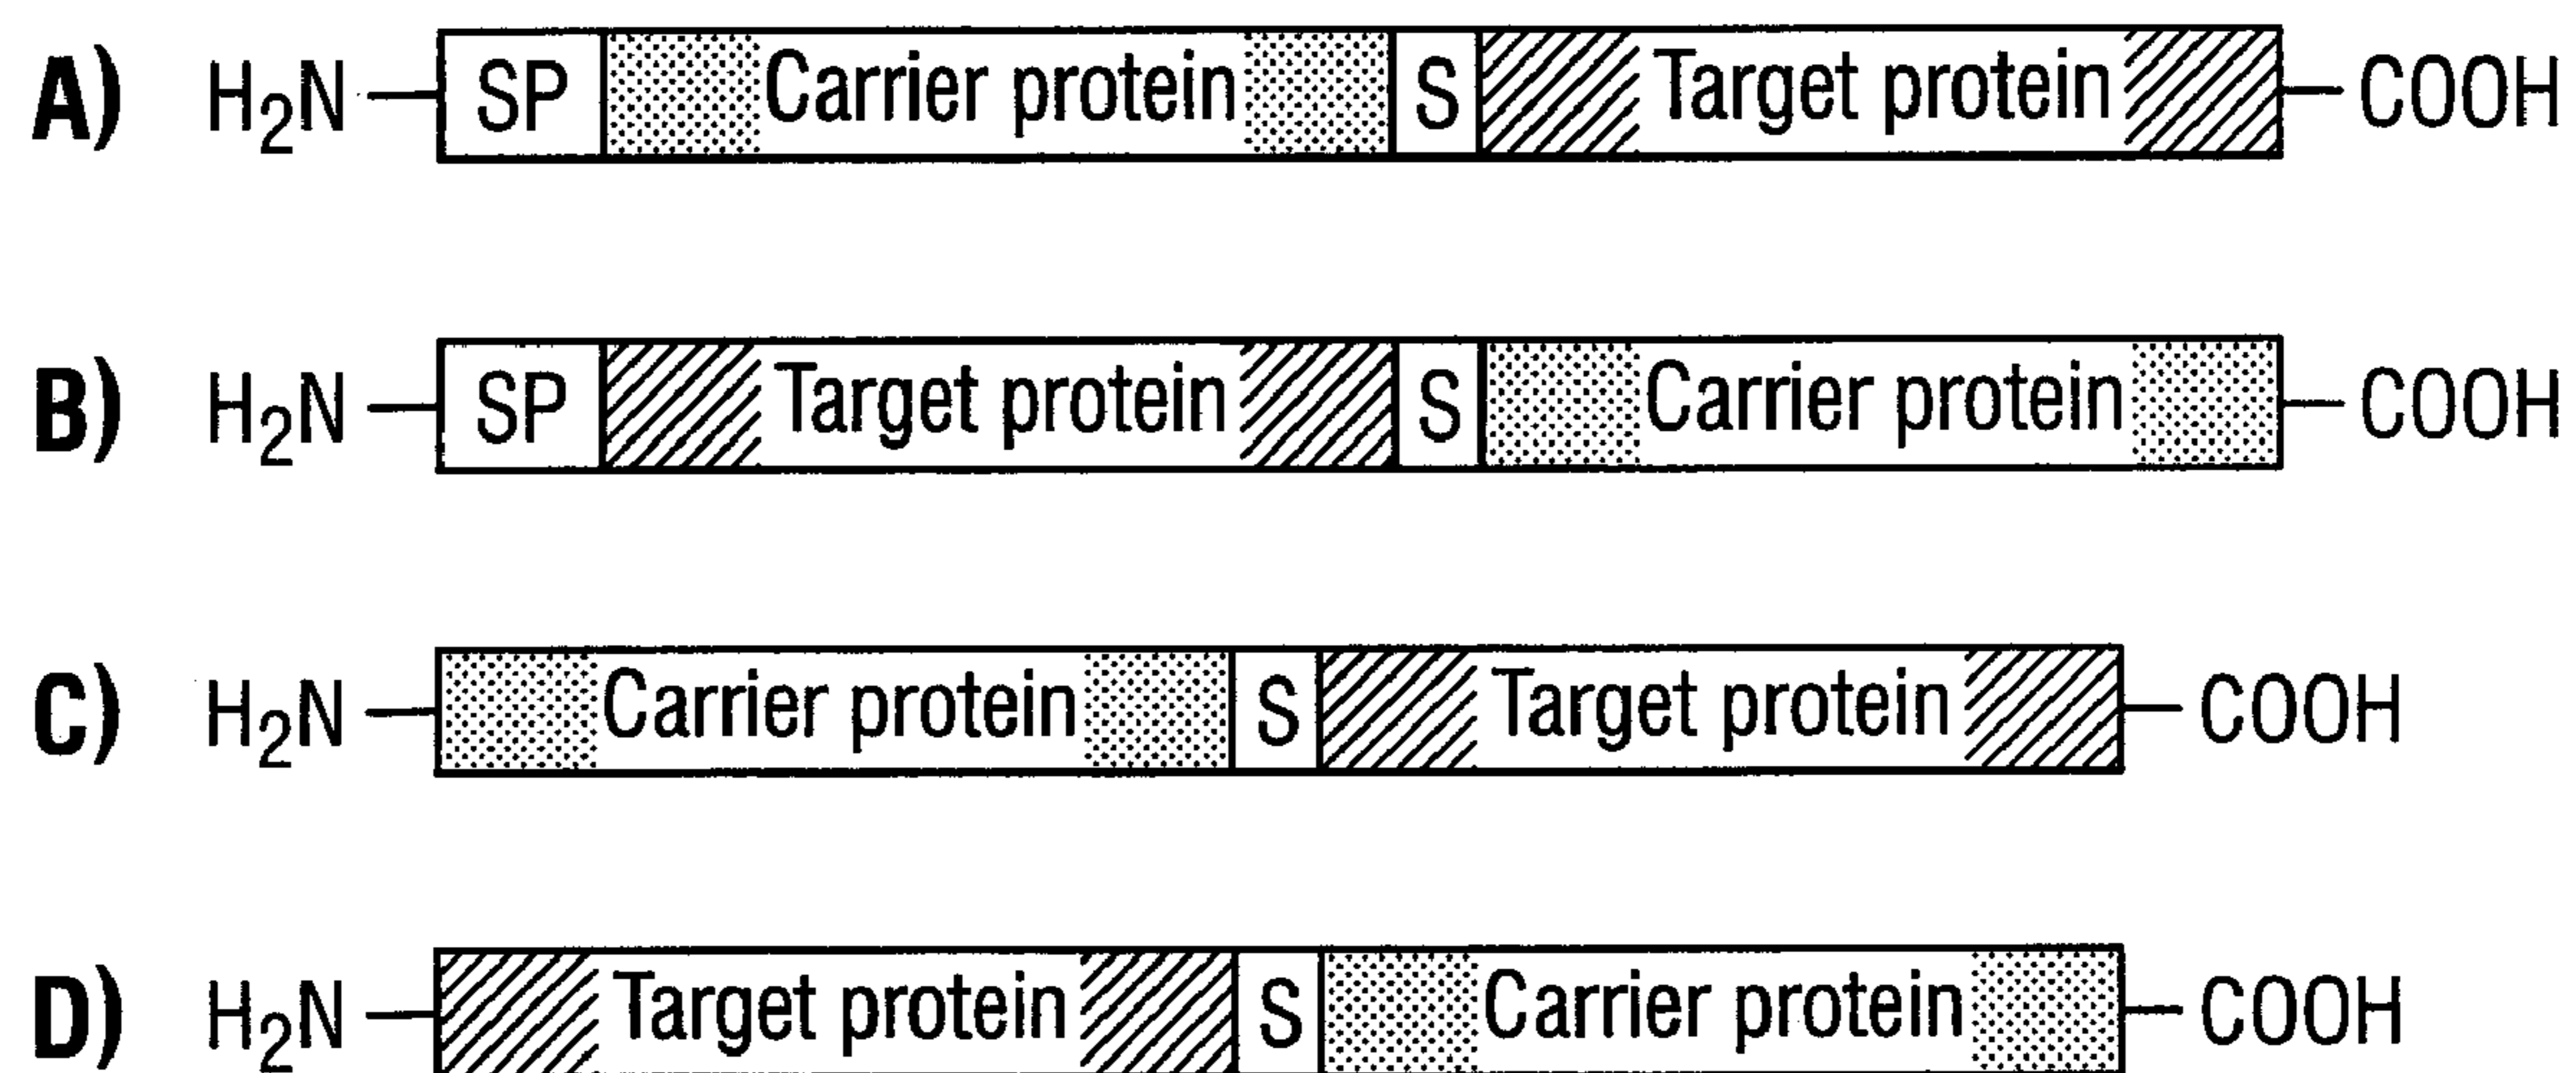 A) H₂N — SP Carrier protein S Target protein — COOH
B) H₂N — SP Target protein S Carrier protein — COOH
C) H₂N — Carrier protein S Target protein — COOH
D) H₂N — Target protein S Carrier protein — COOH